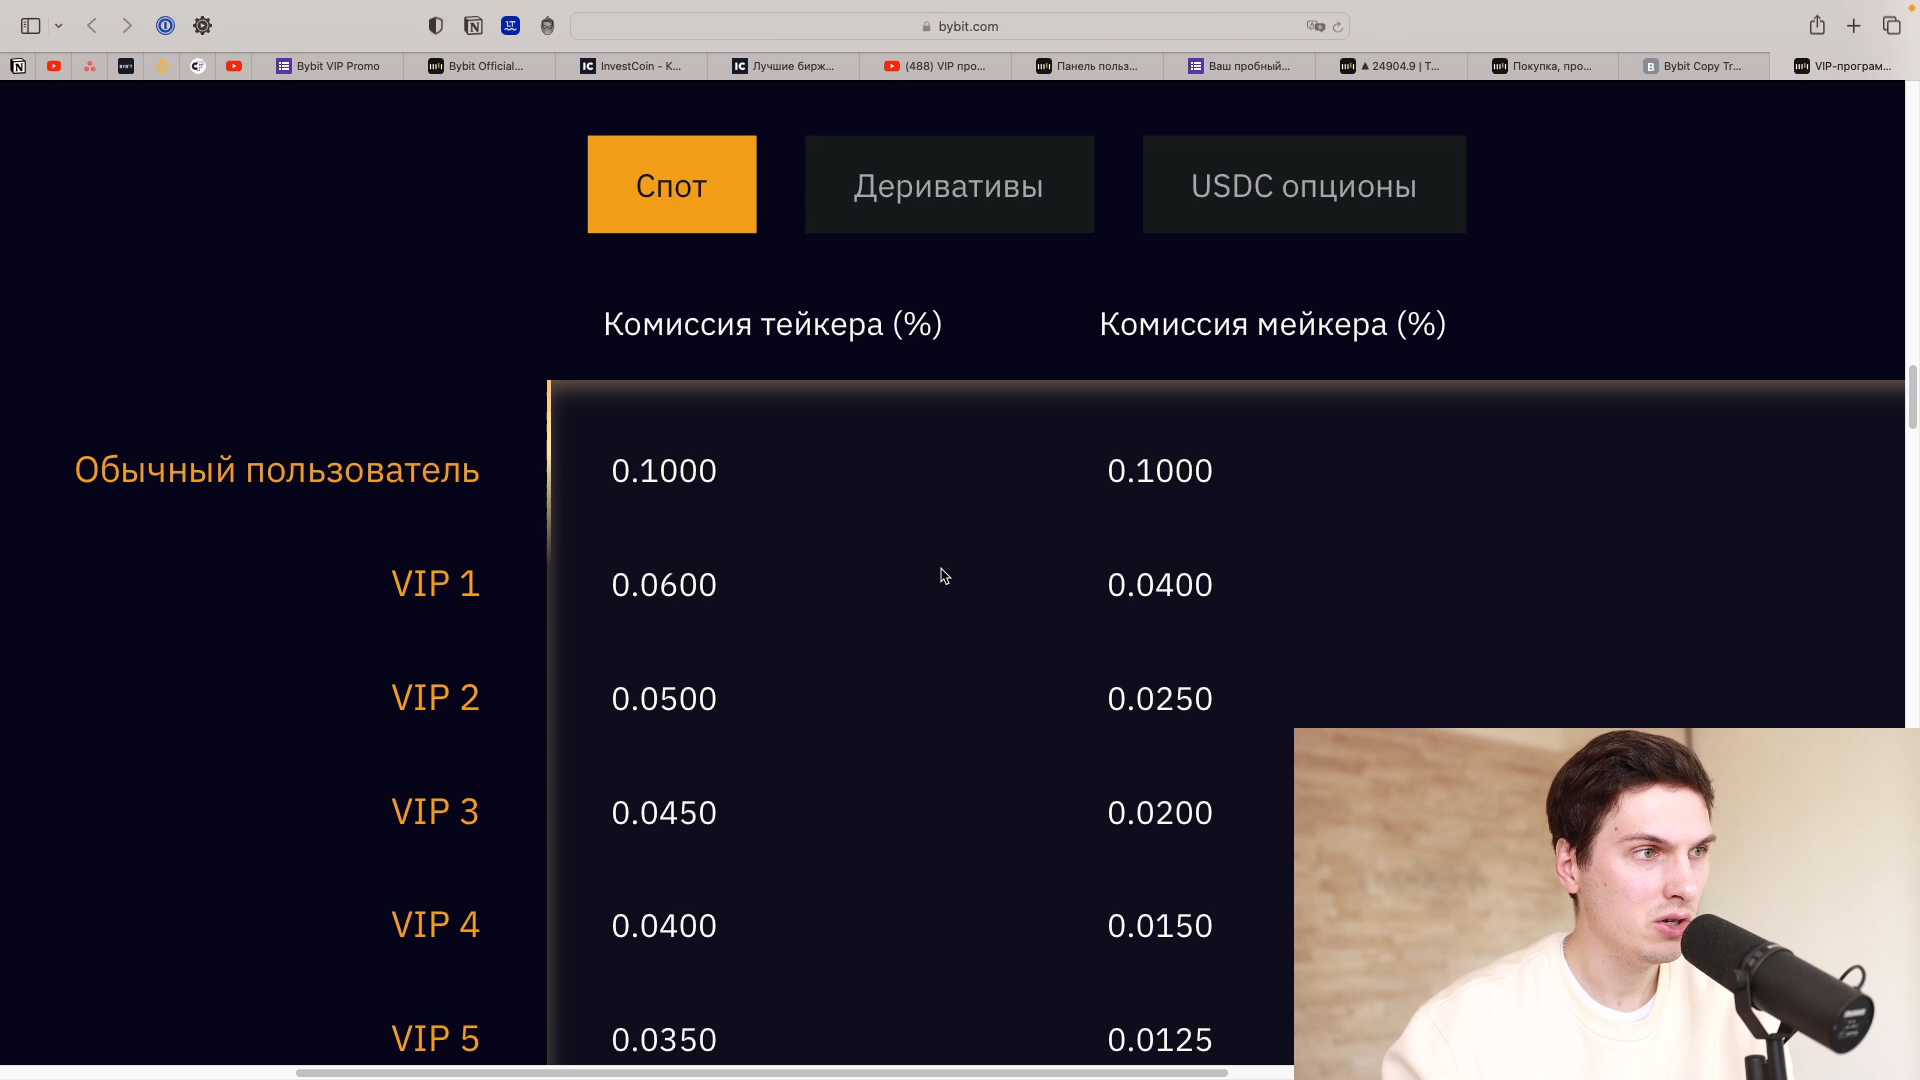 bybit.com
Bybit VIP Promo
Bybit Official...
InvestCoin - K...
Лучшие бирж...
(488) VIP про...
Панель польз...
Ваш пробный...
▲ 24904.9 | T...
Покупка, про...
Bybit Copy Tr...
VIP-програм...
Спот
Деривативы
USDC опционы
Комиссия тейкера (%)
Комиссия мейкера (%)
Обычный пользователь 0.1000 0.1000
VIP 1 0.0600 0.0400
VIP 2 0.0500 0.0250
VIP 3 0.0450 0.0200
VIP 4 0.0400 0.0150
VIP 5 0.0350 0.0125